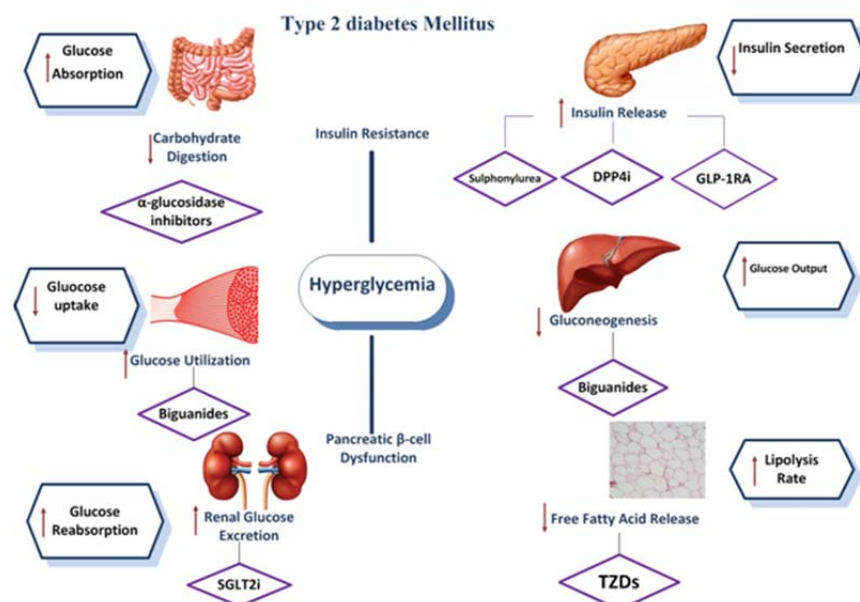 Type 2 diabetes Mellitus
Glucose
Absorption
Carbohydrate
Digestion
α-glucosidase
inhibitors
Insulin Resistance
Insulin Secretion
Insulin Release
Sulphonylurea
DPP4i
GLP-1RA
Gluocose
uptake
Glucose Utilization
Biguanides
Hyperglycemia
Glucose Output
Gluconeogenesis
Biguanides
Pancreatic β-cell
Dysfunction
Glucose
Reabsorption
Renal Glucose
Excretion
SGLT2i
Lipolysis
Rate
Free Fatty Acid Release
TZDs